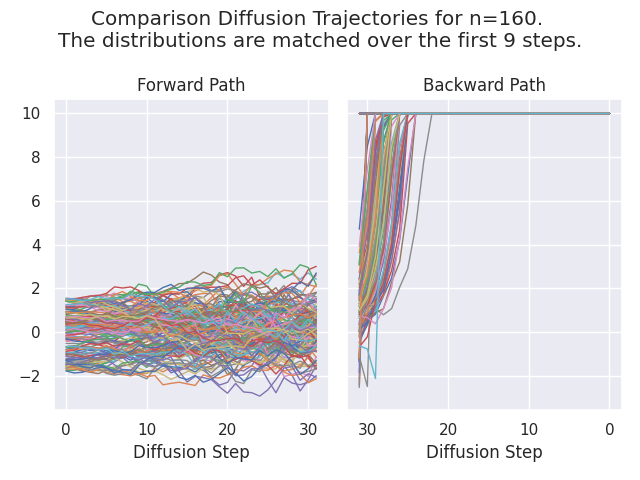 Comparison Diffusion Trajectories for n=160.
The distributions are matched over the first 9 steps.
Forward Path
Backward Path
10
8
6
4
2
0
−2
0 10 20 30
30 20 10 0
Diffusion Step
Diffusion Step